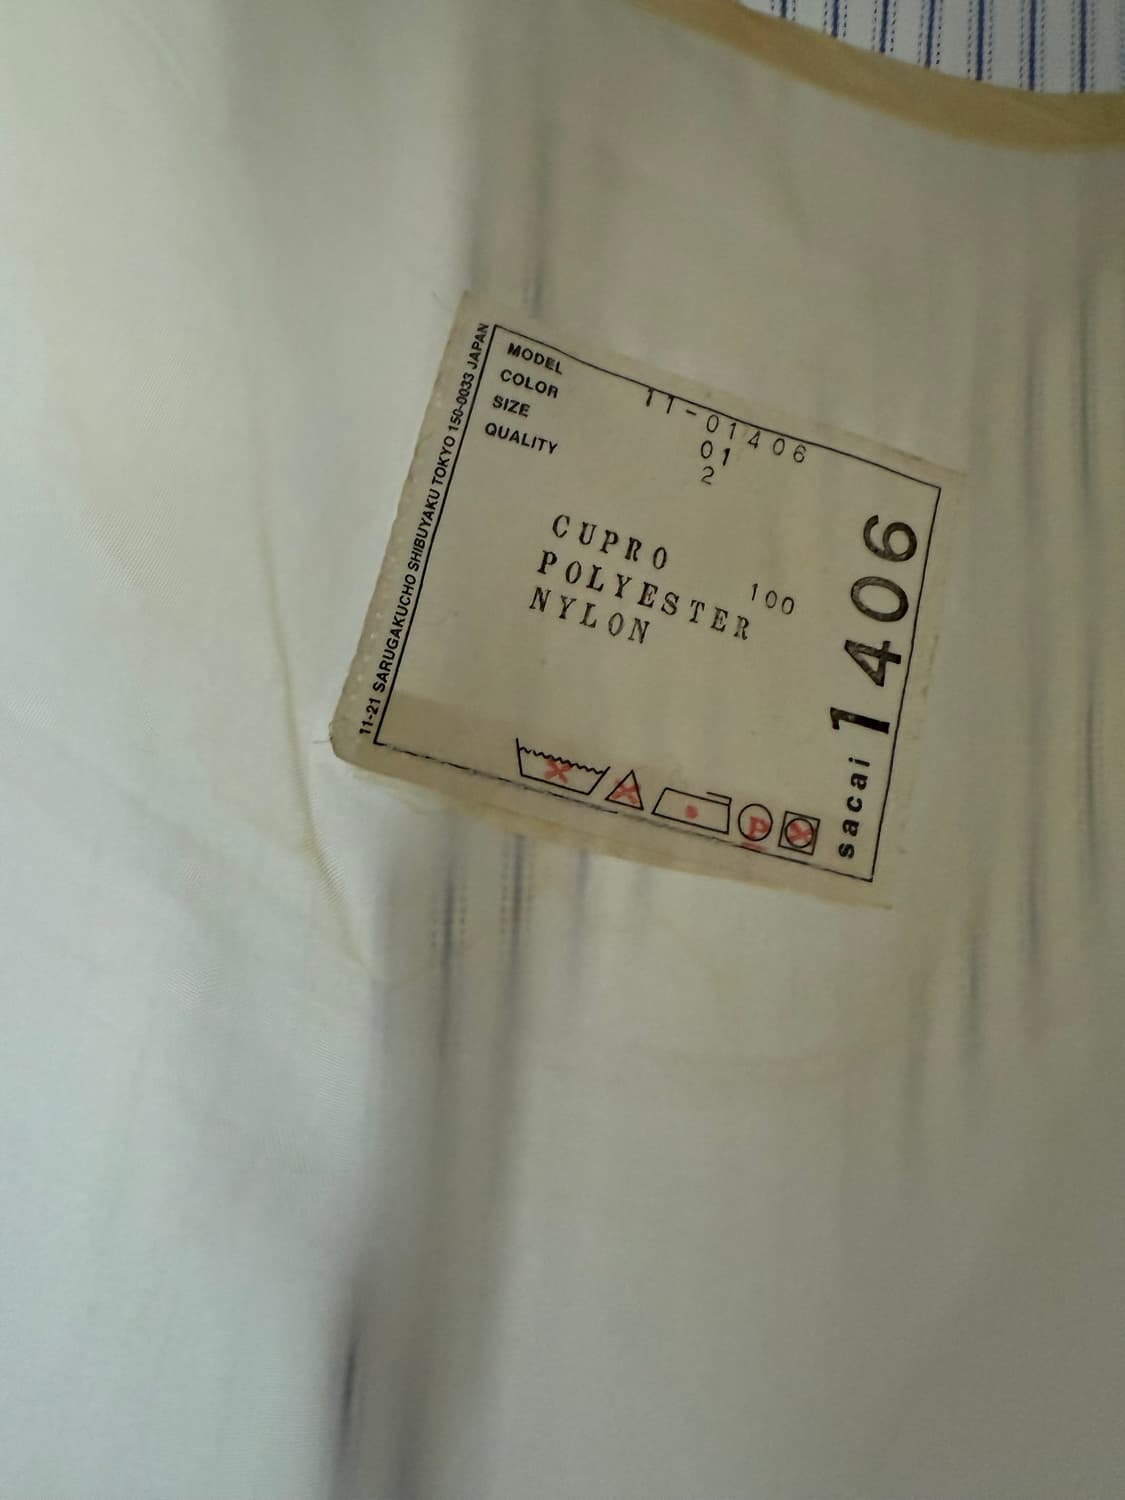 11-21 SARUGAKUCHO SHIBUYAKU TOKYO 150-0033 JAPAN
MODEL 11-01406
COLOR 01
SIZE 2
QUALITY
CUPRO 100
POLYESTER
NYLON
P
sacai 1406